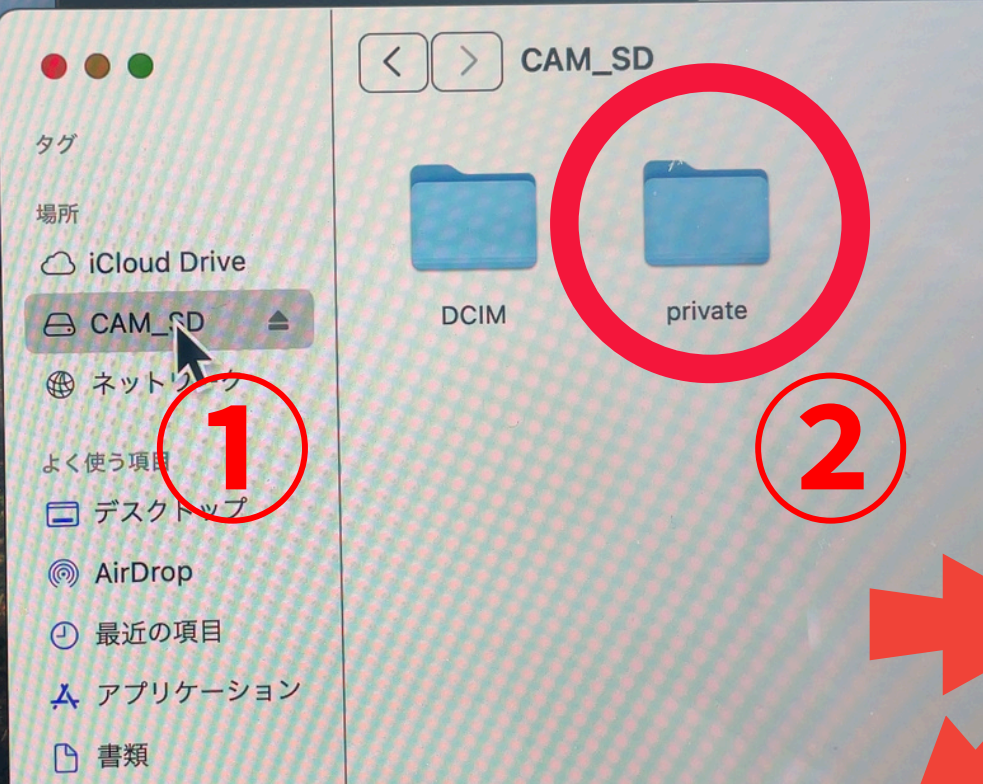 CAM_SD
タグ
場所
iCloud Drive
CAM_SD
ネットワーク
よく使う項目
デスクトップ
AirDrop
最近の項目
アプリケーション
書類
DCIM
private
①
②